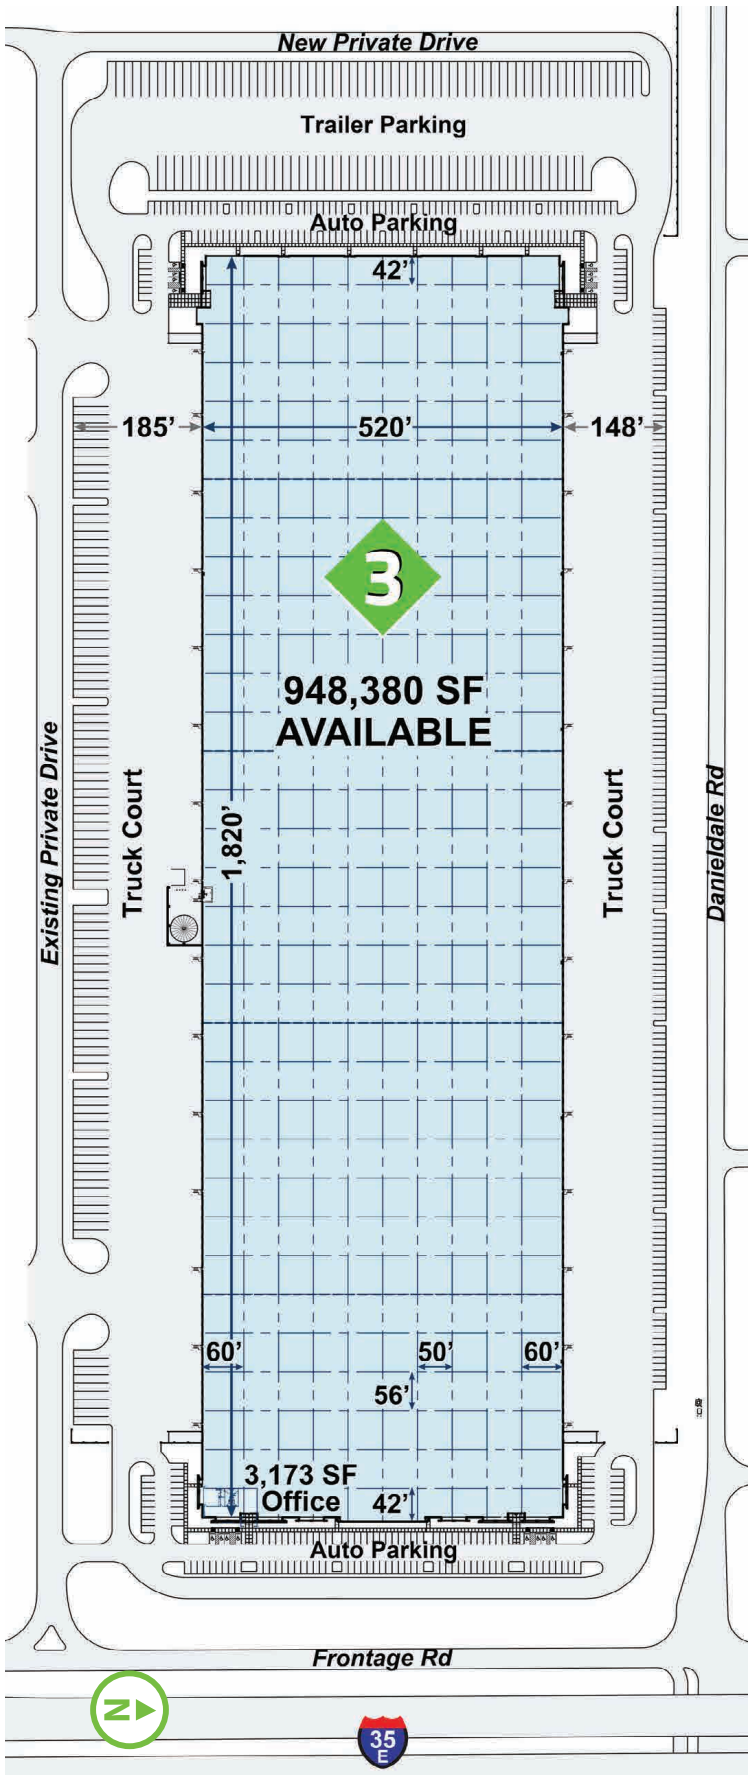 New Private Drive
Trailer Parking
Auto Parking
42’
185’
520’
148’
3
948,380 SF
AVAILABLE
Existing Private Drive
Truck Court
1,820’
Truck Court
Danieldale Rd
60’
50’
60’
56’
3,173 SF
Office
42’
Auto Parking
Frontage Rd
N
35
E